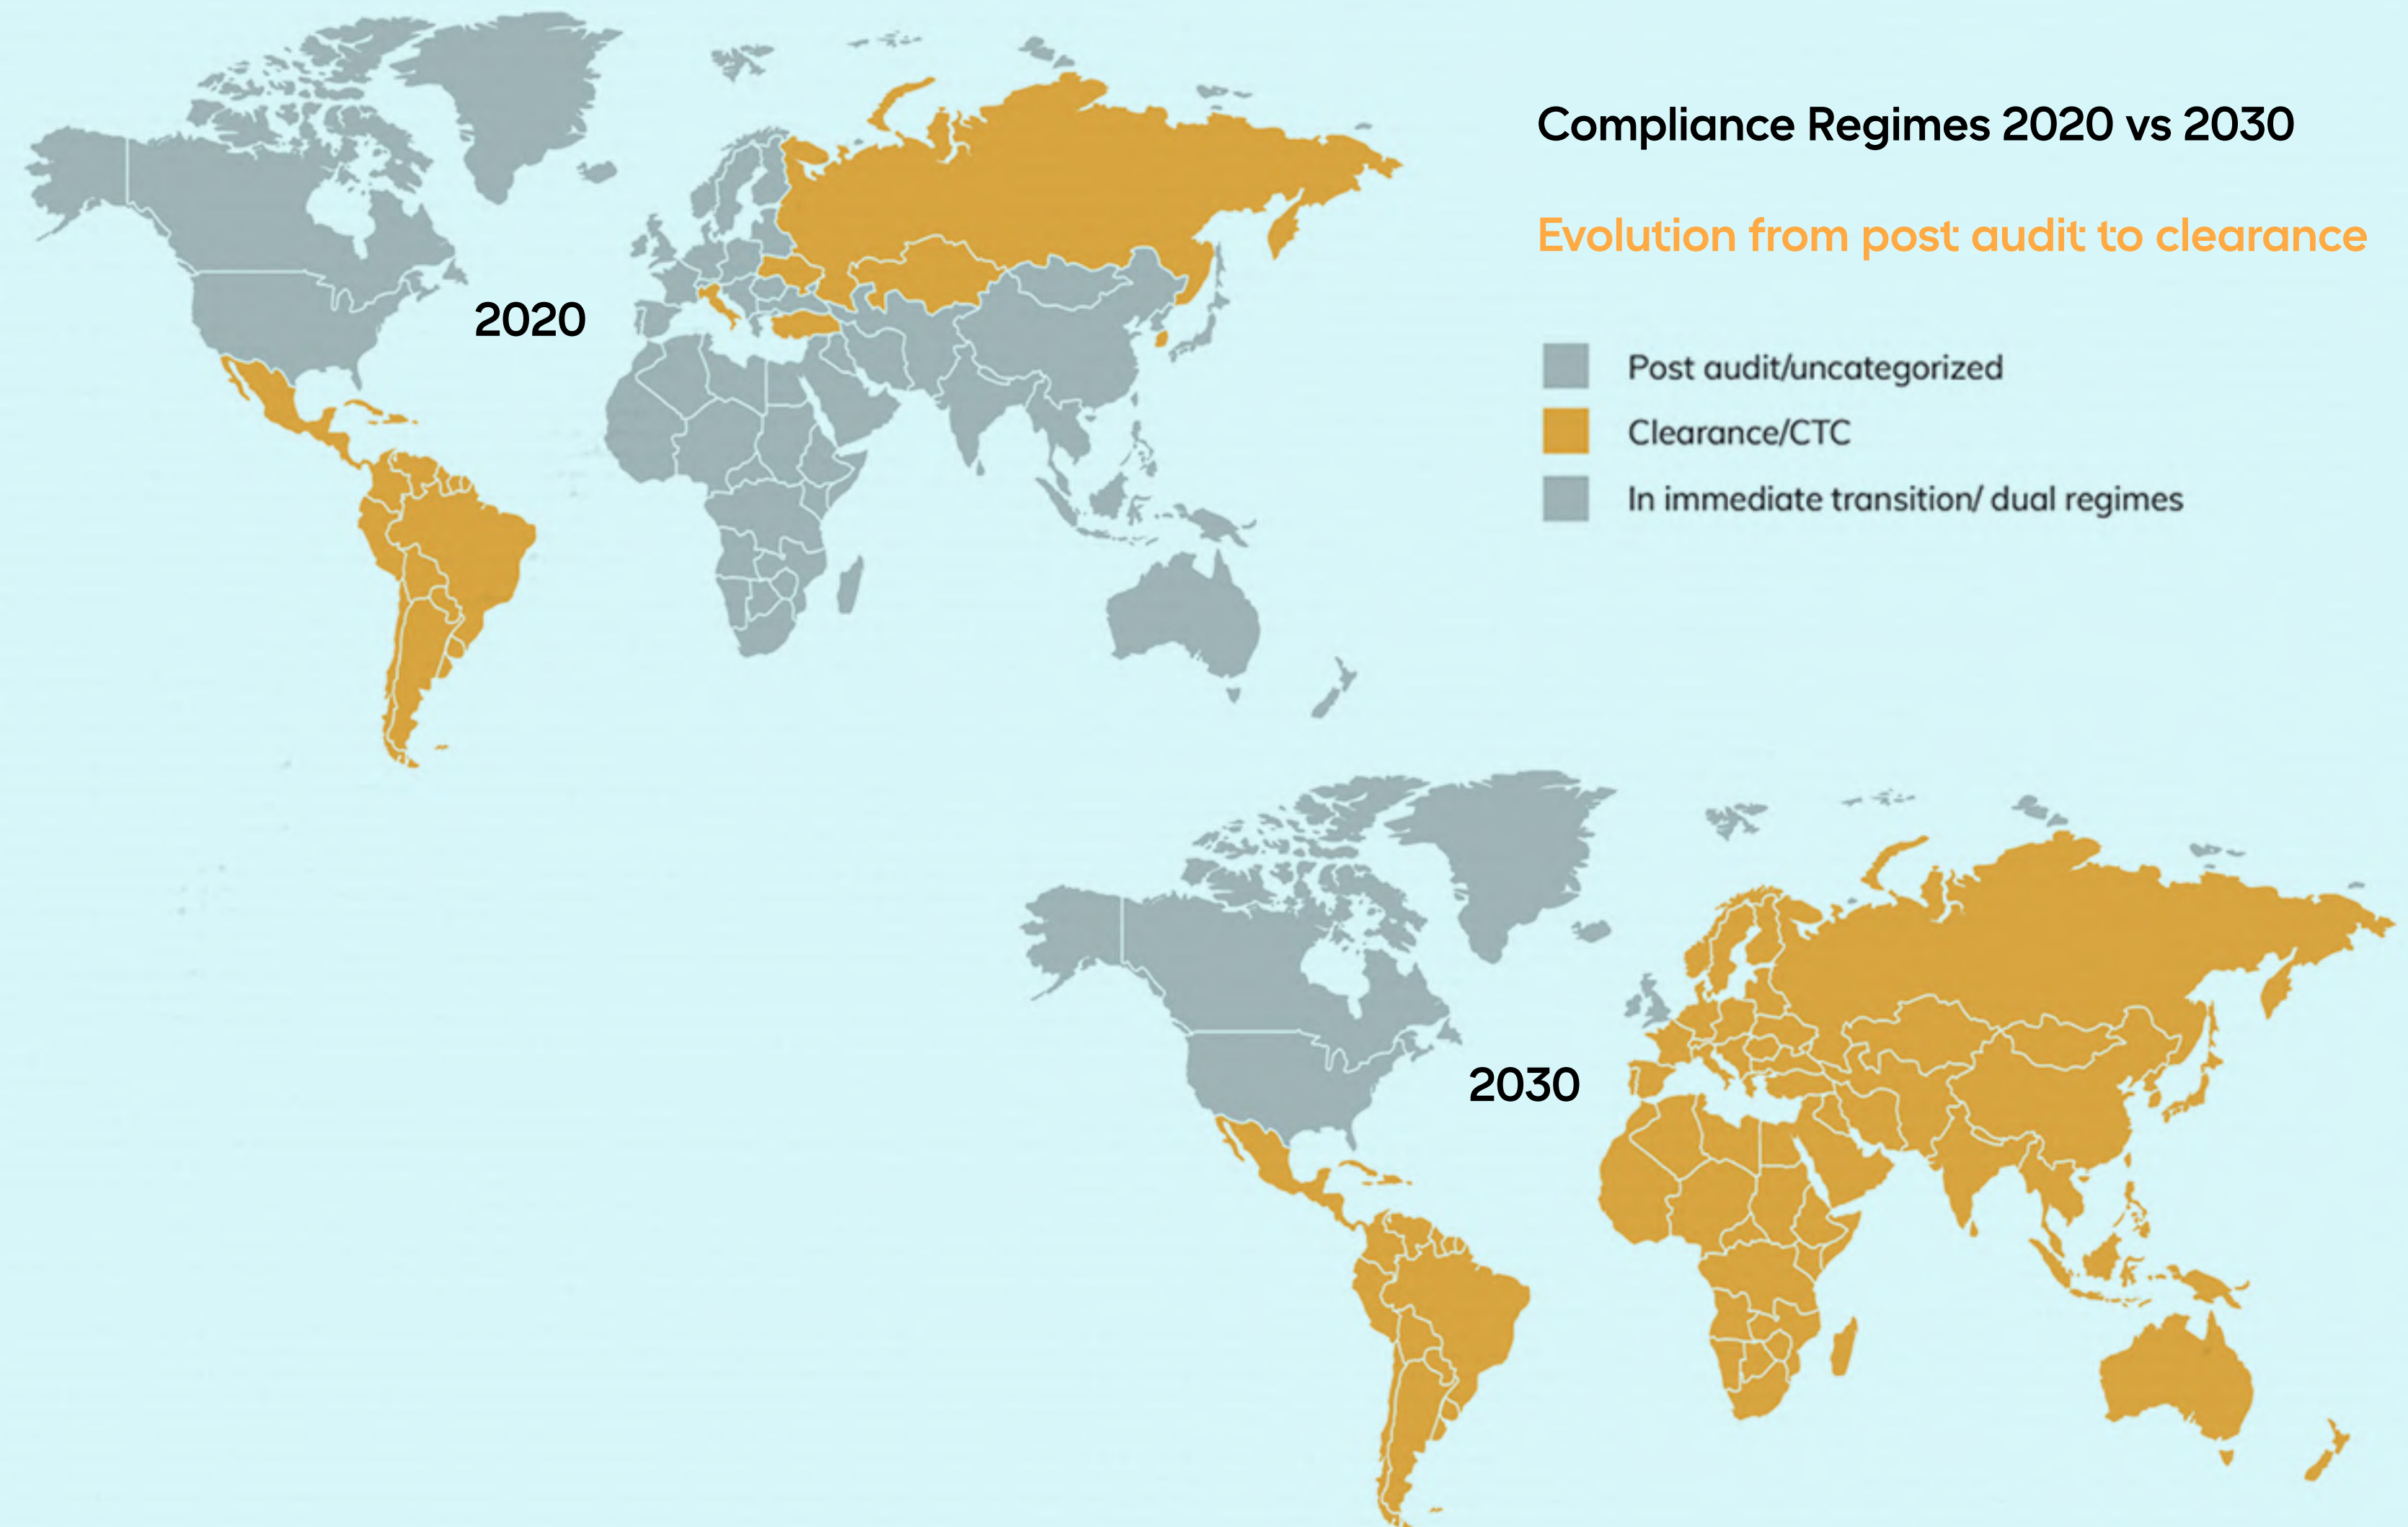 Compliance Regimes 2020 vs 2030
Evolution from post audit to clearance
2020
Post audit/uncategorized
Clearance/CTC
In immediate transition/ dual regimes
2030